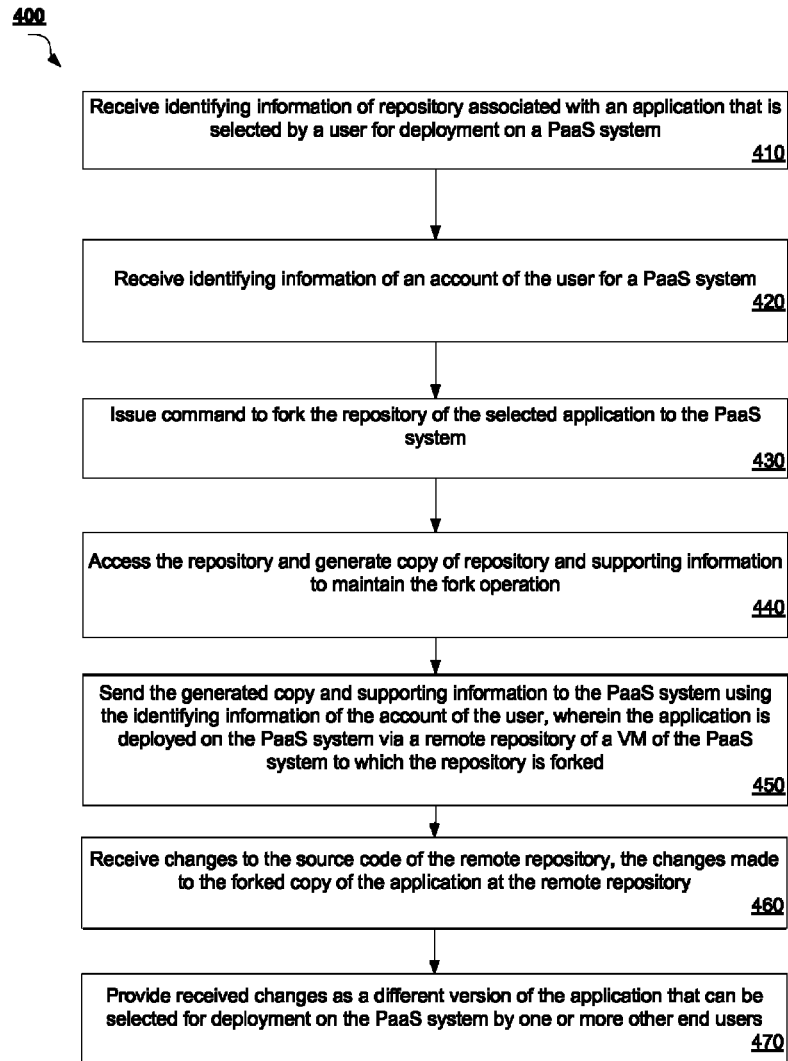 400
Receive identifying information of repository associated with an application that is
selected by a user for deployment on a PaaS system
410
Receive identifying information of an account of the user for a PaaS system
420
Issue command to fork the repository of the selected application to the PaaS
system
430
Access the repository and generate copy of repository and supporting information
to maintain the fork operation
440
Send the generated copy and supporting information to the PaaS system using
the identifying information of the account of the user, wherein the application is
deployed on the PaaS system via a remote repository of a VM of the PaaS
system to which the repository is forked
450
Receive changes to the source code of the remote repository, the changes made
to the forked copy of the application at the remote repository
460
Provide received changes as a different version of the application that can be
selected for deployment on the PaaS system by one or more other end users
470